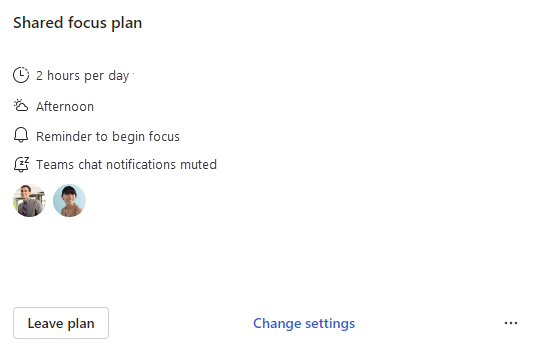 Shared focus plan
2 hours per day
Afternoon
Reminder to begin focus
Teams chat notifications muted
Leave plan
Change settings